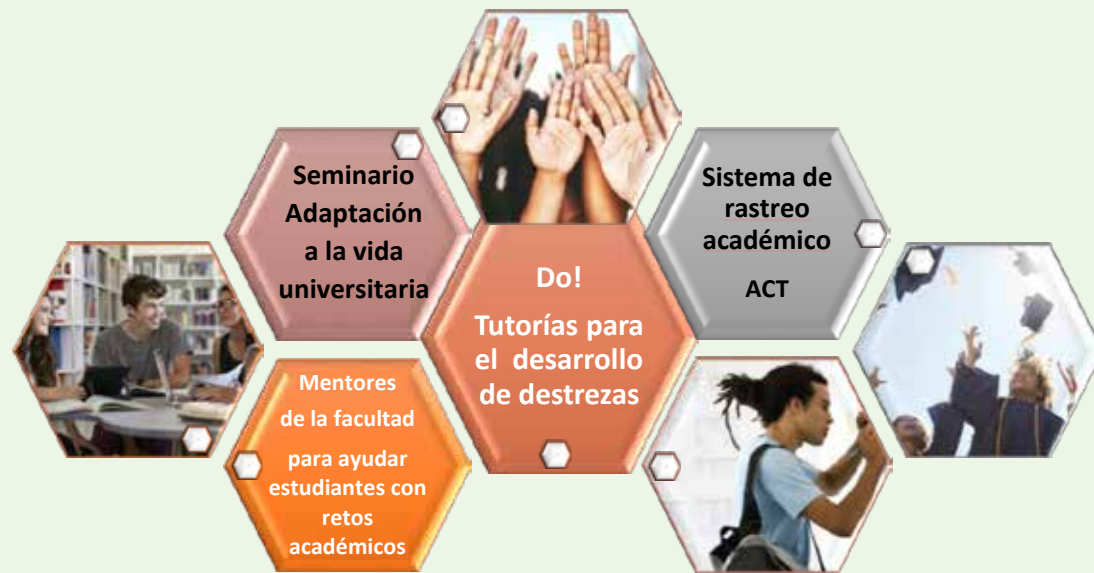 Seminario
Adaptación
a la vida
universitaria
Sistema de
rastreo
académico
ACT
Do!
Tutorías para
el desarrollo
de destrezas
Mentores
de la facultad
para ayudar
estudiantes con
retos
académicos